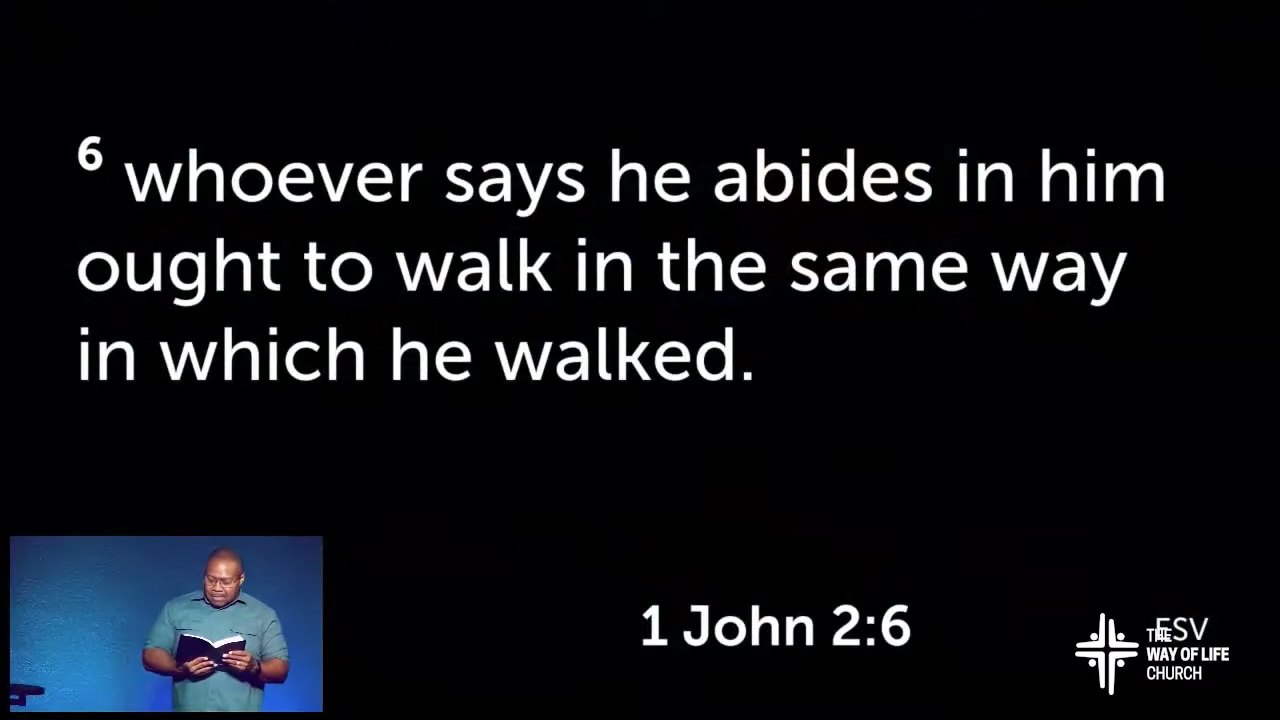 6 whoever says he abides in him
ought to walk in the same way
in which he walked.
1 John 2:6
ESV
THE
WAY OF LIFE
CHURCH